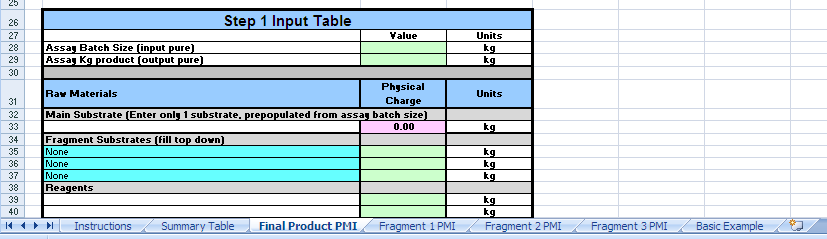 25
26 Step 1 Input Table
27 Value Units
28 Assay Batch Size (input pure) kg
29 Assay Kg product (output pure) kg
30
31 Raw Materials Physical Charge Units
32 Main Substrate (Enter only 1 substrate, prepopulated from assay batch size)
33 0.00 kg
34 Fragment Substrates (fill top down)
35 None kg
36 None kg
37 None kg
38 Reagents
39 kg
40 kg
Instructions Summary Table Final Product PMI Fragment 1 PMI Fragment 2 PMI Fragment 3 PMI Basic Example